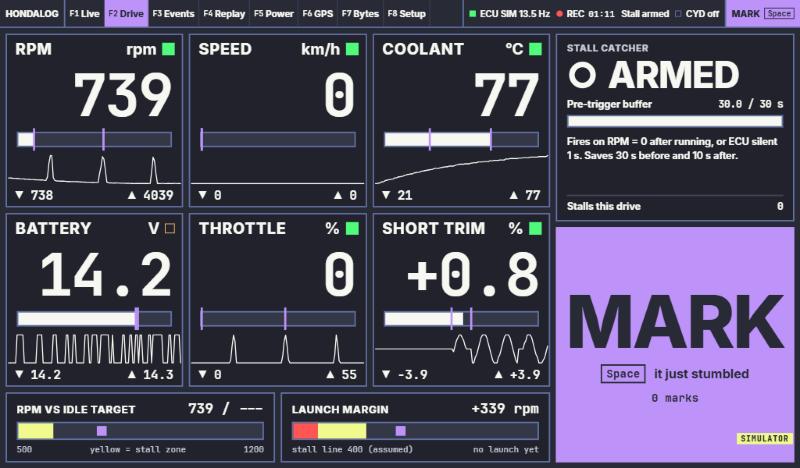 HONDALOG F1 Live F2 Drive F3 Events F4 Replay F5 Power F6 GPS F7 Bytes F8 Setup ECU SIM 13.5 Hz REC 01:11 Stall armed CYD off MARK Space
RPM rpm
739
▼ 738 ▲ 4039
SPEED km/h
0
▼ 0 ▲ 0
COOLANT °C
77
▼ 21 ▲ 77
STALL CATCHER
ARMED
Pre-trigger buffer 30.0 / 30 s
Fires on RPM = 0 after running, or ECU silent
1 s. Saves 30 s before and 10 s after.
Stalls this drive 0
BATTERY V
14.2
▼ 14.2 ▲ 14.3
THROTTLE %
0
▼ 0 ▲ 55
SHORT TRIM %
+0.8
▼ -3.9 ▲ +3.9
MARK
Space it just stumbled
0 marks
SIMULATOR
RPM VS IDLE TARGET 739 / ---
500 yellow = stall zone 1200
LAUNCH MARGIN +339 rpm
stall line 400 (assumed) no launch yet